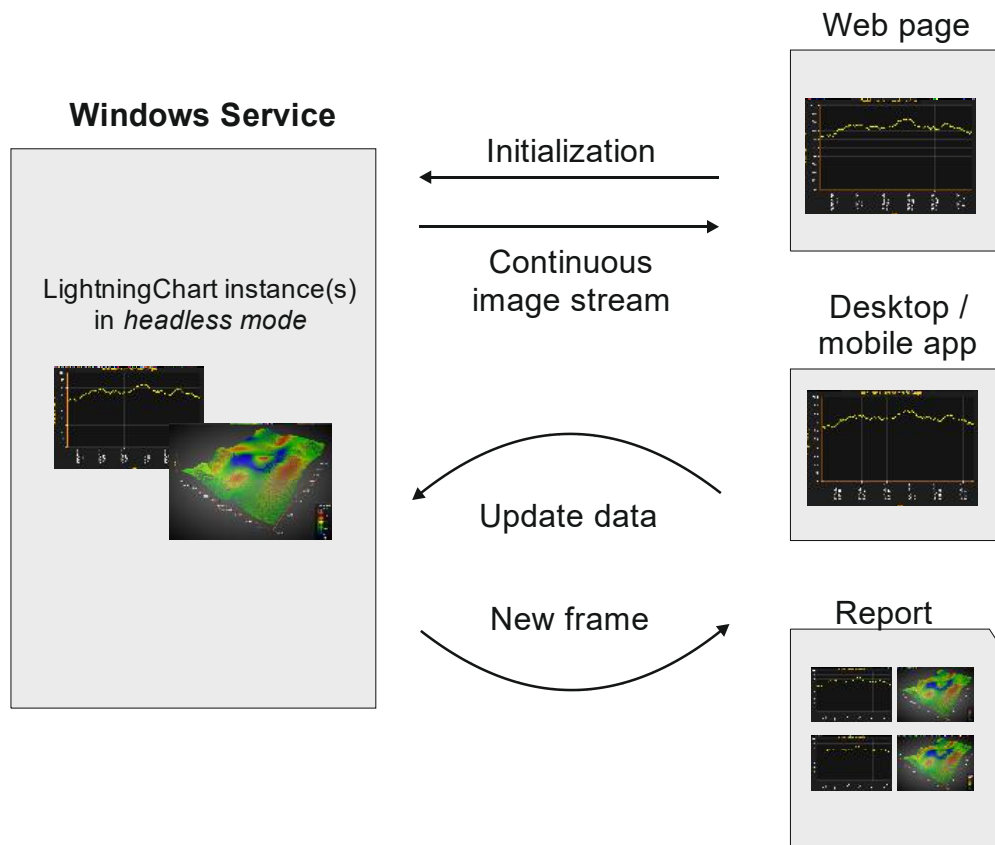 Web page
Windows Service
Initialization
Continuous
image stream
LightningChart instance(s)
in headless mode
Desktop /
mobile app
Update data
New frame
Report